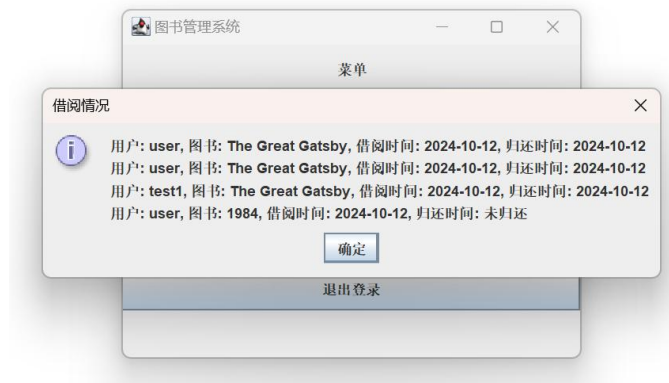 图书管理系统
菜单
借阅情况
用户: user, 图书: The Great Gatsby, 借阅时间: 2024-10-12, 归还时间: 2024-10-12
用户: user, 图书: The Great Gatsby, 借阅时间: 2024-10-12, 归还时间: 2024-10-12
用户: test1, 图书: The Great Gatsby, 借阅时间: 2024-10-12, 归还时间: 2024-10-12
用户: user, 图书: 1984, 借阅时间: 2024-10-12, 归还时间: 未归还
确定
退出登录